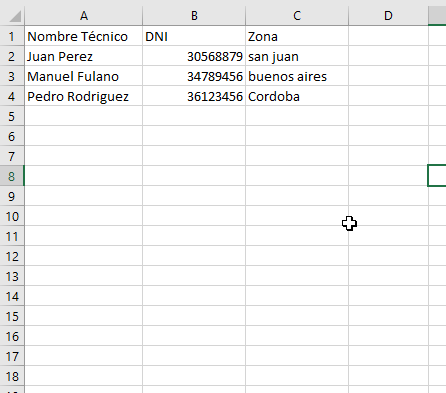 A B C D
1 Nombre Técnico DNI Zona
2 Juan Perez 30568879 san juan
3 Manuel Fulano 34789456 buenos aires
4 Pedro Rodriguez 36123456 Cordoba
5
6
7
8
9
10
11
12
13
14
15
16
17
18